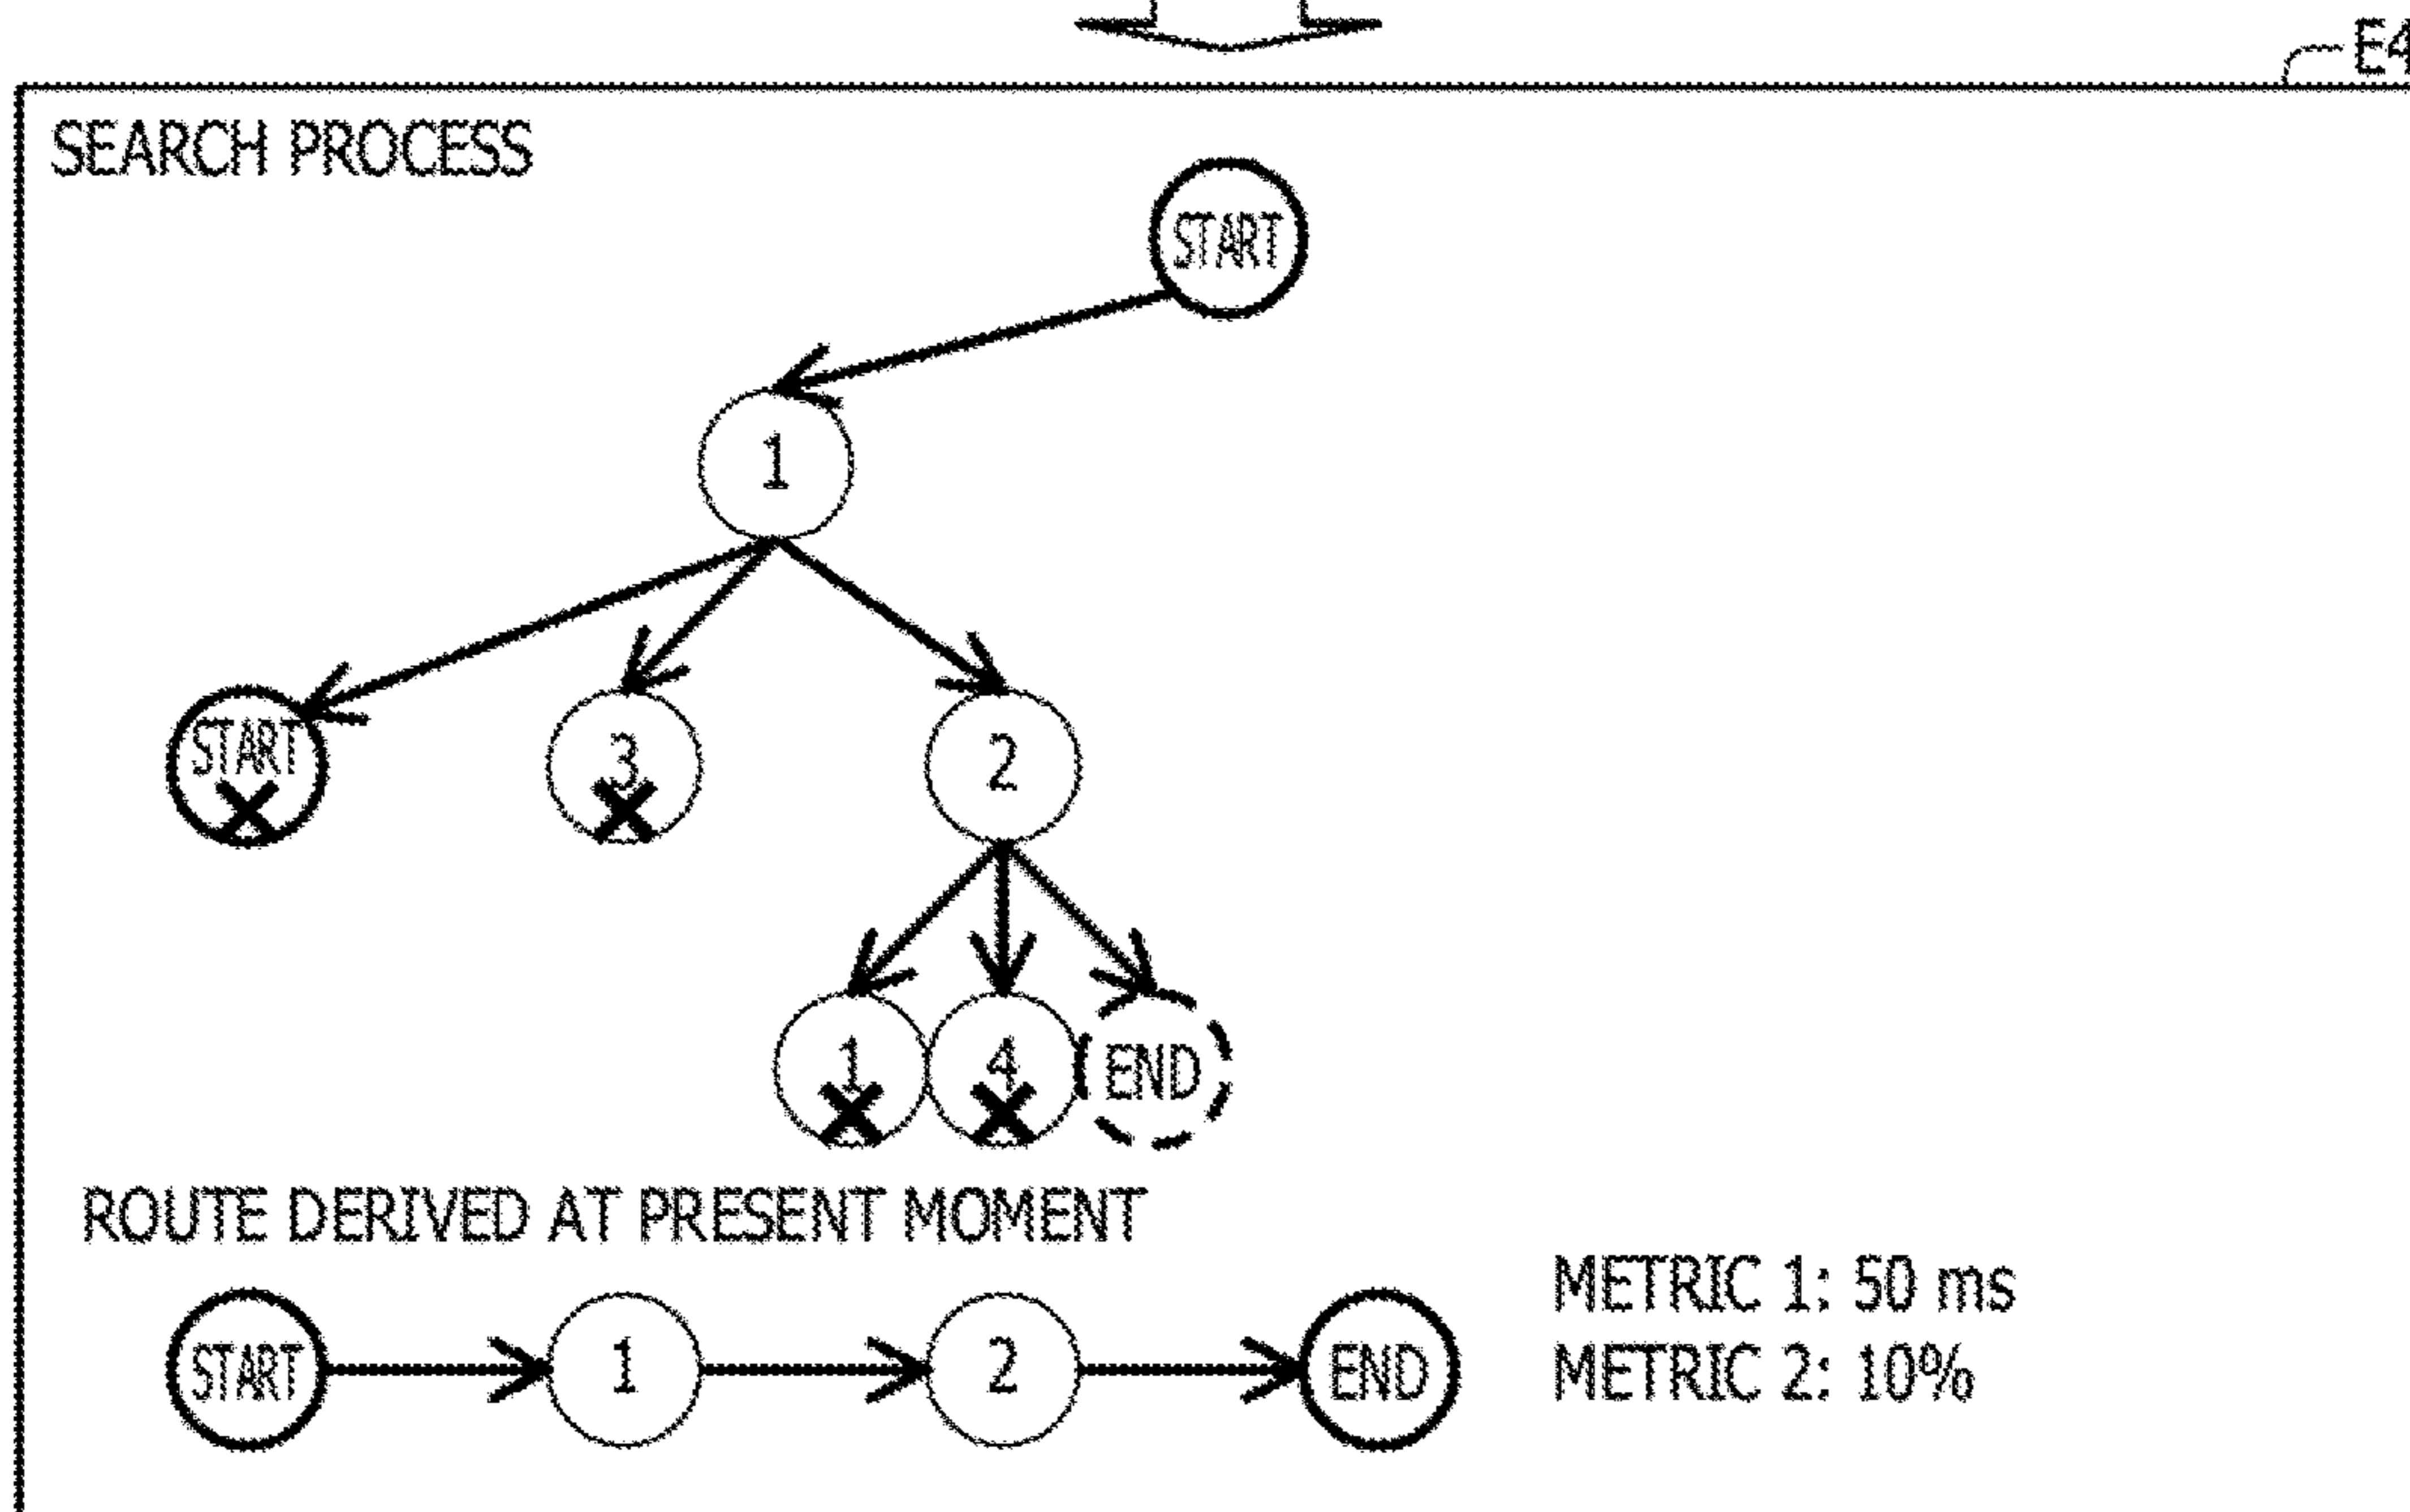 E4
SEARCH PROCESS
START
1
START
3
2
1
4
END
ROUTE DERIVED AT PRESENT MOMENT
START
1
2
END
METRIC 1: 50 ms
METRIC 2: 10%